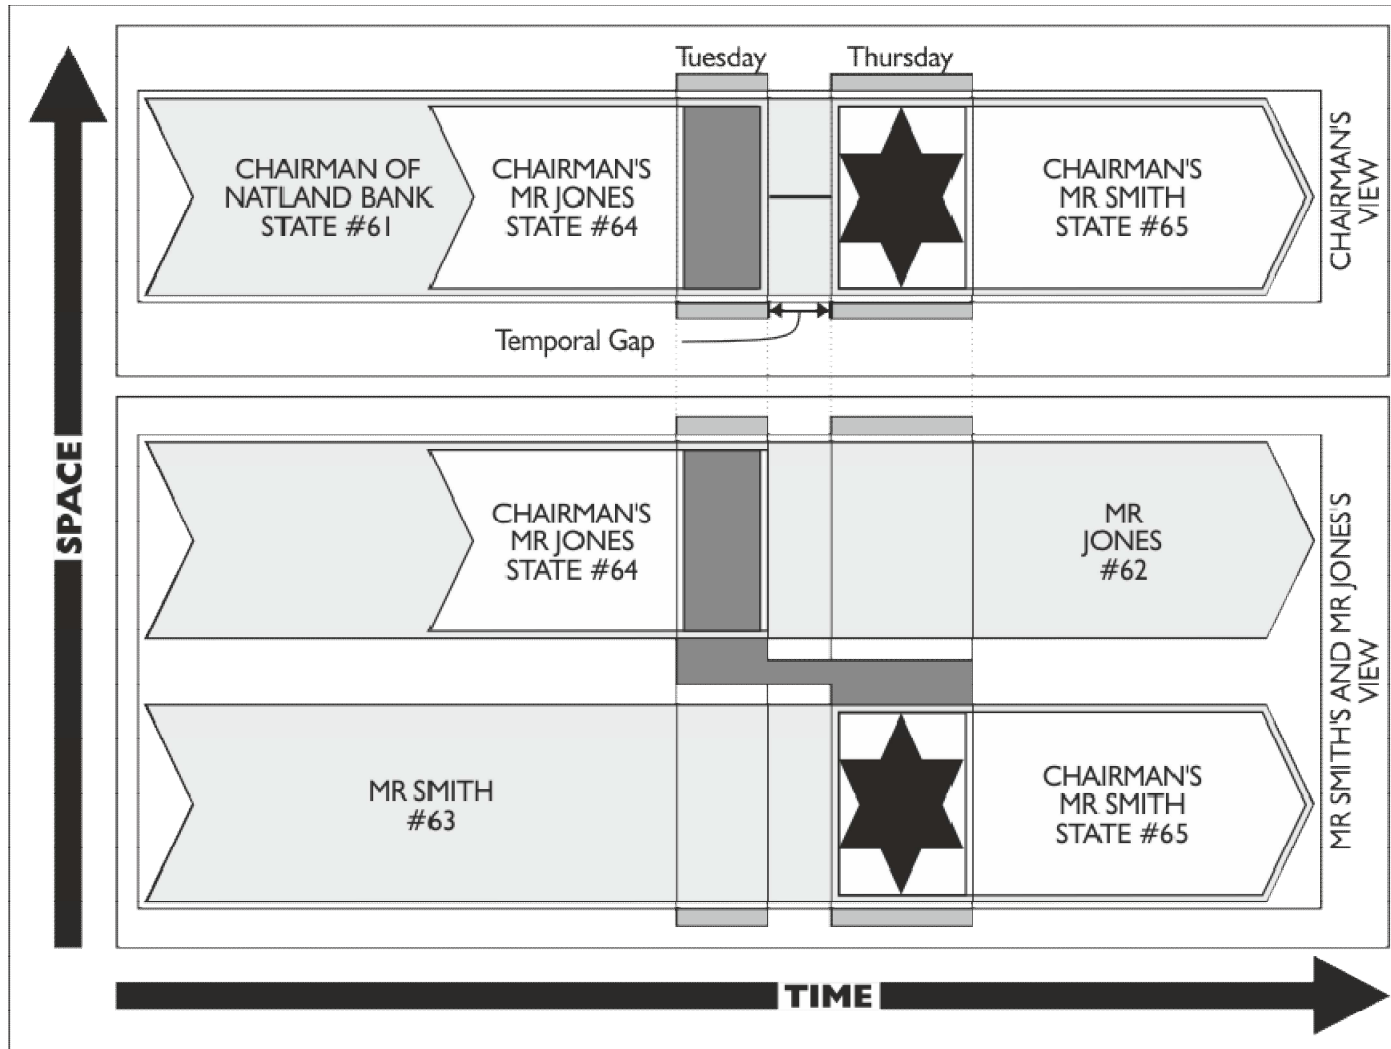 Tuesday
Thursday
CHAIRMAN OF
NATLAND BANK
STATE #61
CHAIRMAN'S
MR JONES
STATE #64
CHAIRMAN'S
MR SMITH
STATE #65
CHAIRMAN'S
VIEW
Temporal Gap
SPACE
CHAIRMAN'S
MR JONES
STATE #64
MR
JONES
#62
MR SMITH'S AND MR JONES'S
VIEW
MR SMITH
#63
CHAIRMAN'S
MR SMITH
STATE #65
TIME